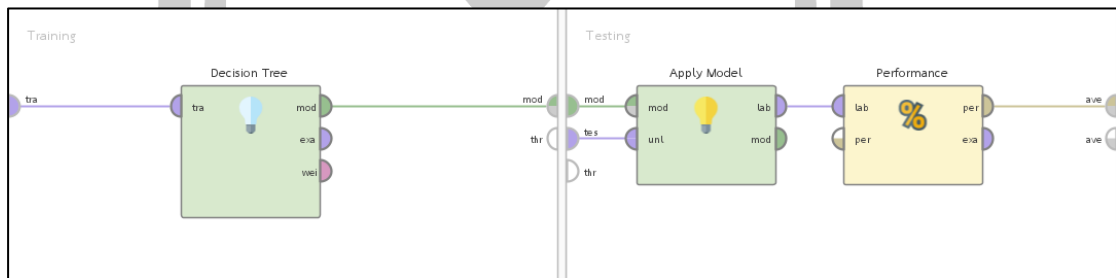 Training
Testing
Decision Tree
Apply Model
Performance
tra
tra
mod
mod
mod
mod
lab
lab
per
ave
exa
thr
tes
unl
mod
per
exa
ave
wei
thr
%